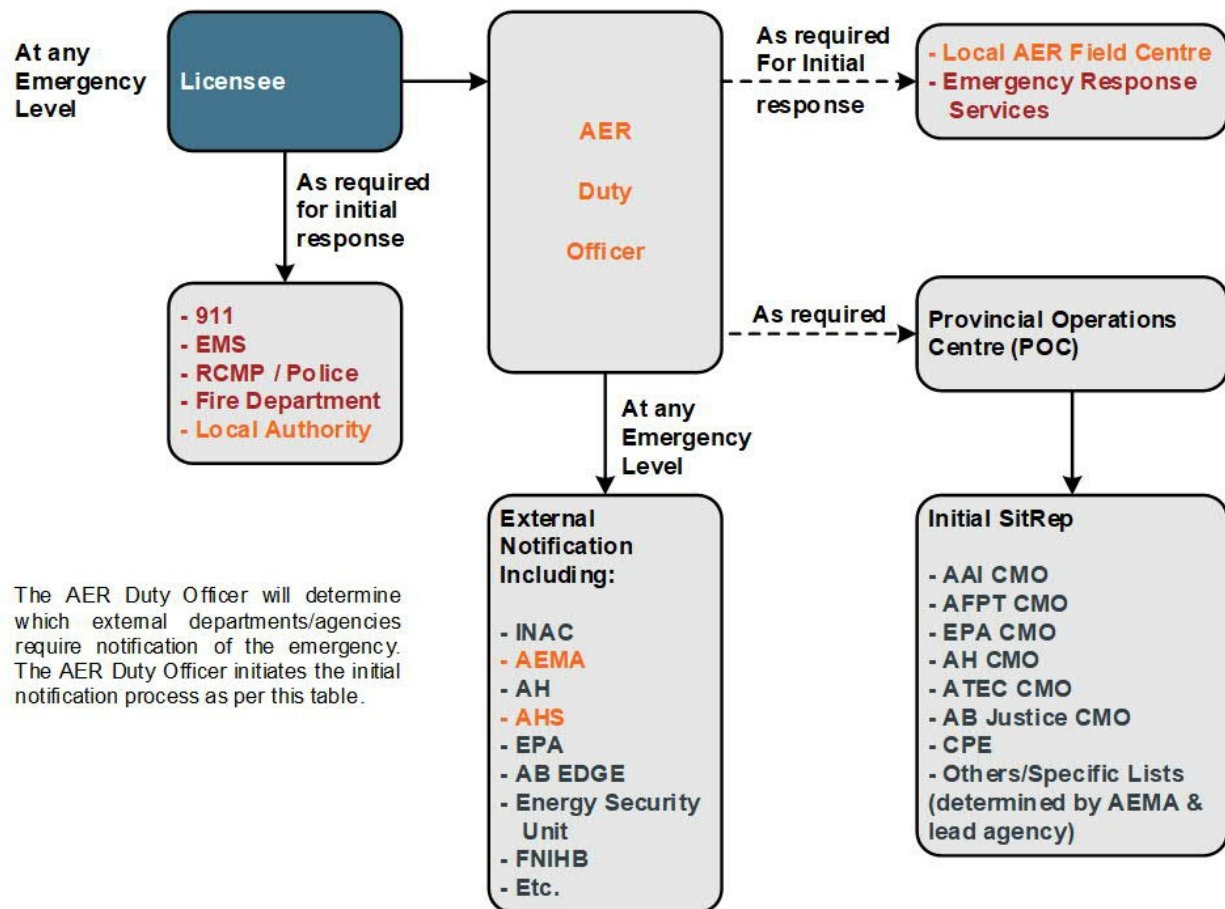 At any
Emergency
Level
Licensee
As required
for initial
response
- 911
- EMS
- RCMP / Police
- Fire Department
- Local Authority
AER
Duty
Officer
As required
For Initial
response
- Local AER Field Centre
- Emergency Response
Services
As required
Provincial Operations
Centre (POC)
At any
Emergency
Level
External
Notification
Including:
- INAC
- AEMA
- AH
- AHS
- EPA
- AB EDGE
- Energy Security
Unit
- FNIHB
- Etc.
Initial SitRep
- AAI CMO
- AFPT CMO
- EPA CMO
- AH CMO
- ATEC CMO
- AB Justice CMO
- CPE
- Others/Specific Lists
(determined by AEMA &
lead agency)
The AER Duty Officer will determine
which external departments/agencies
require notification of the emergency.
The AER Duty Officer initiates the initial
notification process as per this table.